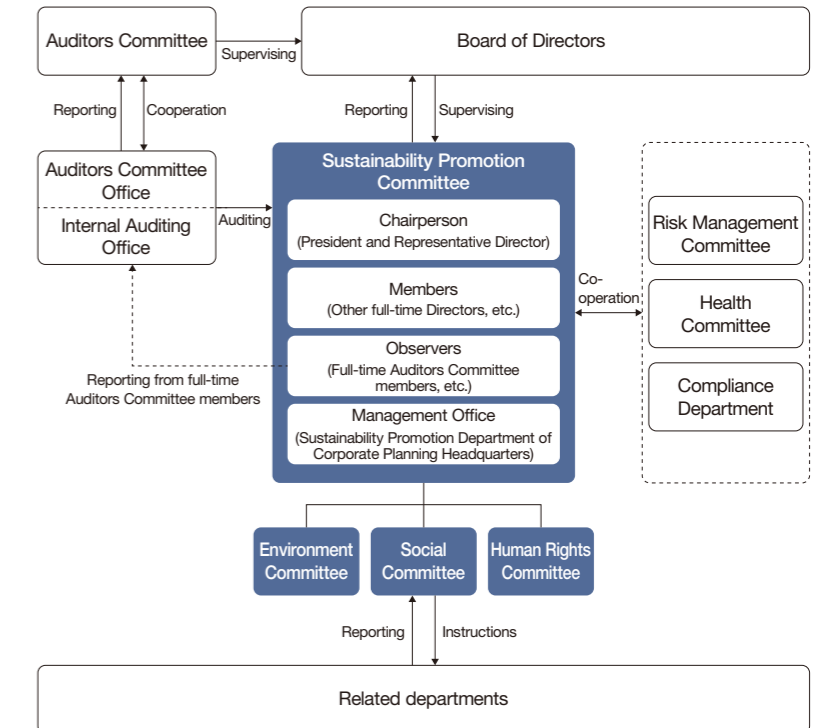 Auditors Committee
Supervising
Board of Directors
Reporting
Cooperation
Reporting
Supervising
Auditors Committee
Office
Internal Auditing
Office
Auditing
Sustainability Promotion
Committee
Chairperson
(President and Representative Director)
Members
(Other full-time Directors, etc.)
Observers
(Full-time Auditors Committee
members, etc.)
Management Office
(Sustainability Promotion Department of
Corporate Planning Headquarters)
Co-
operation
Risk Management
Committee
Health
Committee
Compliance
Department
Reporting from full-time
Auditors Committee members
Environment
Committee
Social
Committee
Human Rights
Committee
Reporting
Instructions
Related departments